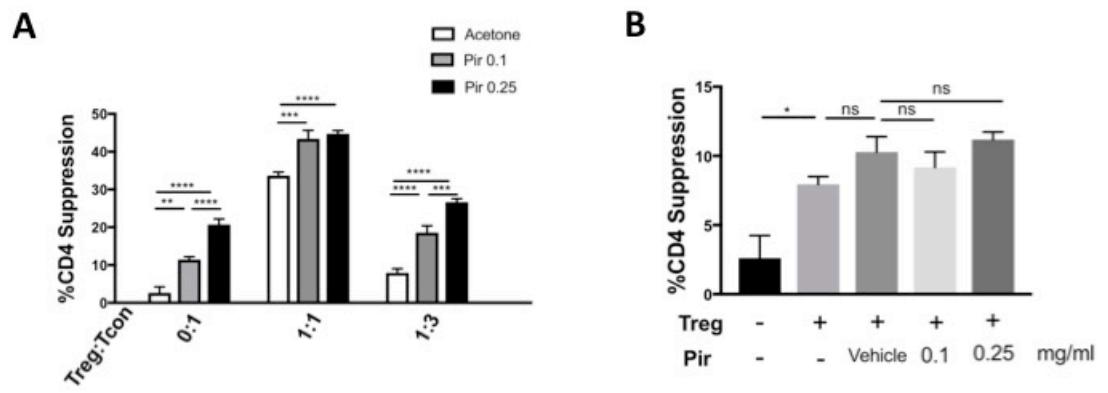 A
Acetone
Pir 0.1
Pir 0.25
%CD4 Suppression
50
40
30
20
10
0
**
****
****
***
****
****
***
****
Treg:Tcon
0:1
1:1
1:3
B
%CD4 Suppression
15
10
5
0
*
ns
ns
ns
Treg - + + + +
Pir - - Vehicle 0.1 0.25 mg/ml